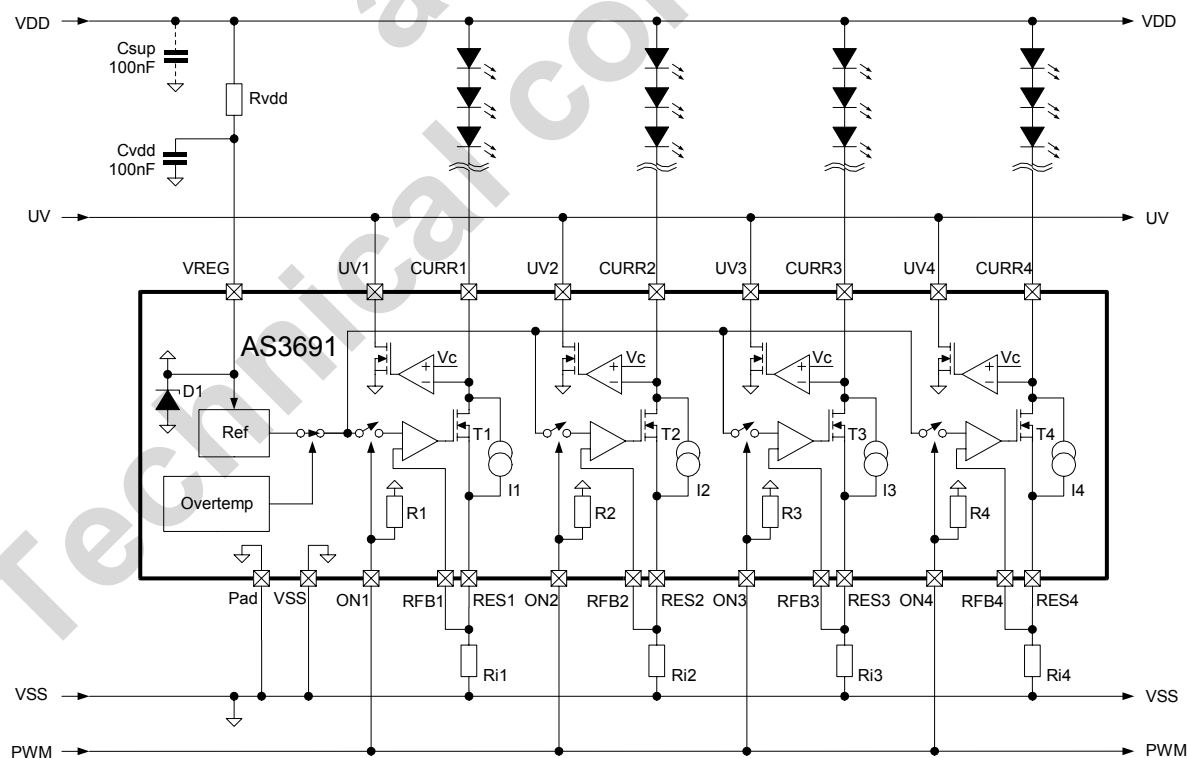 VDD VDD
Csup
100nF
Rvdd
Cvdd
100nF
UV UV
VREG UV1 CURR1 UV2 CURR2 UV3 CURR3 UV4 CURR4
AS3691
Vc Vc Vc Vc
D1
Ref
T1 T2 T3 T4
Overtemp
I1 I2 I3 I4
R1 R2 R3 R4
Pad VSS ON1 RFB1 RES1 ON2 RFB2 RES2 ON3 RFB3 RES3 ON4 RFB4 RES4
Ri1 Ri2 Ri3 Ri4
VSS VSS
PWM PWM
Technical con